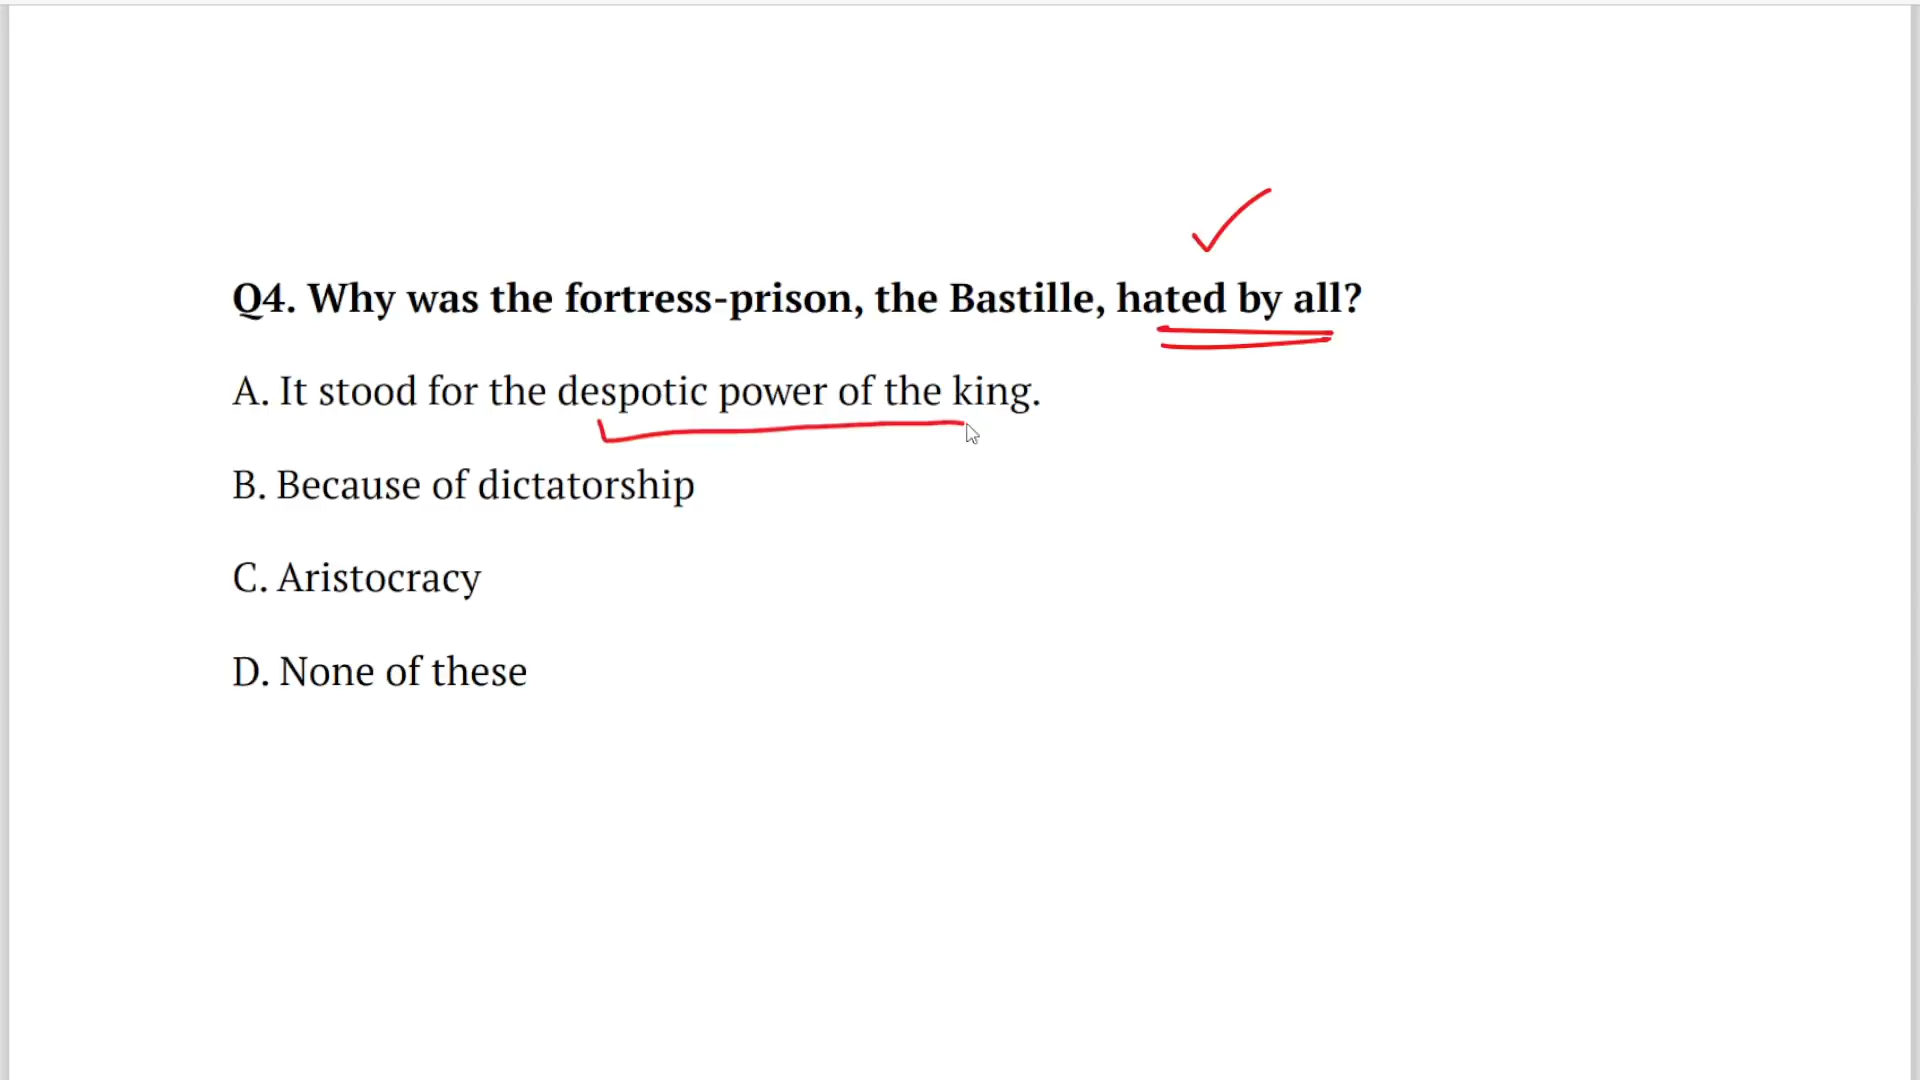 Q4. Why was the fortress-prison, the Bastille, hated by all?
A. It stood for the despotic power of the king.
B. Because of dictatorship
C. Aristocracy
D. None of these